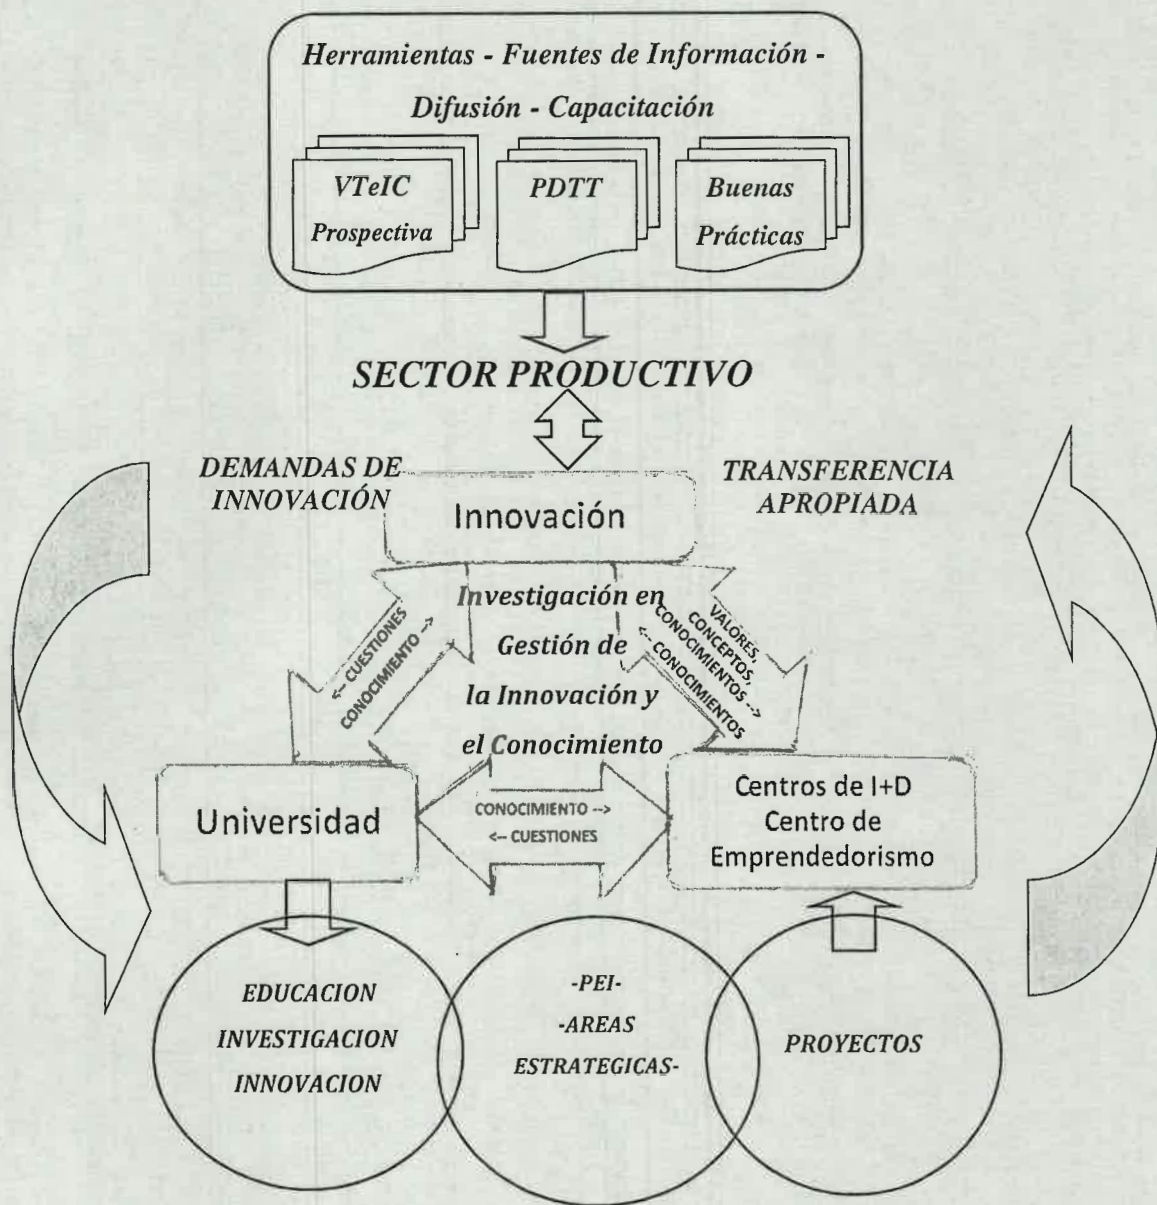 Herramientas - Fuentes de Información -
Difusión - Capacitación
VTeIC
Prospectiva
PDTT
Buenas
Prácticas
SECTOR PRODUCTIVO
DEMANDAS DE
INNOVACIÓN
TRANSFERENCIA
APROPIADA
Innovación
Investigación en
Gestión de
la Innovación y
el Conocimiento
<-- CUESTIONES
CONOCIMIENTO -->
VALORES,
CONCEPTOS,
CONOCIMIENTOS -->
<-- CONOCIMIENTOS
Universidad
CONOCIMIENTO -->
<-- CUESTIONES
Centros de I+D
Centro de
Emprendedorismo
EDUCACION
INVESTIGACION
INNOVACION
-PEI-
-AREAS
ESTRATEGICAS-
PROYECTOS